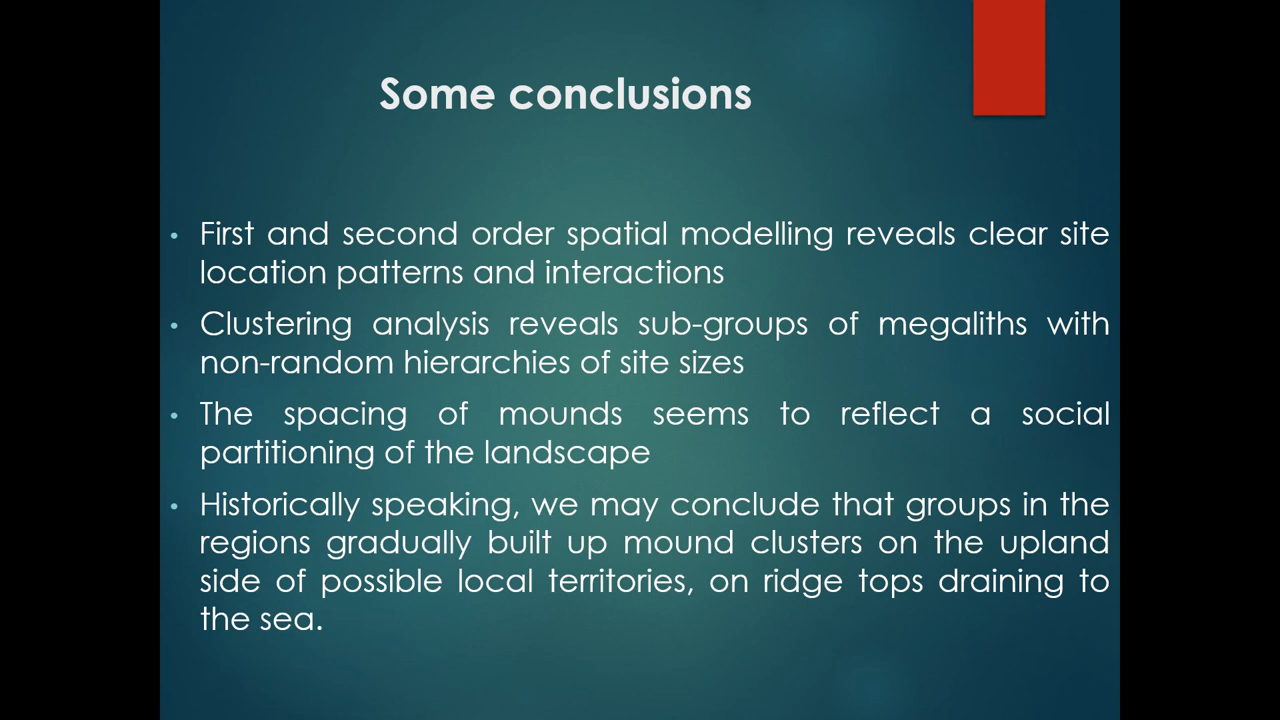 Some conclusions
• First and second order spatial modelling reveals clear site
location patterns and interactions
• Clustering analysis reveals sub-groups of megaliths with
non-random hierarchies of site sizes
• The spacing of mounds seems to reflect a social
partitioning of the landscape
• Historically speaking, we may conclude that groups in the
regions gradually built up mound clusters on the upland
side of possible local territories, on ridge tops draining to
the sea.